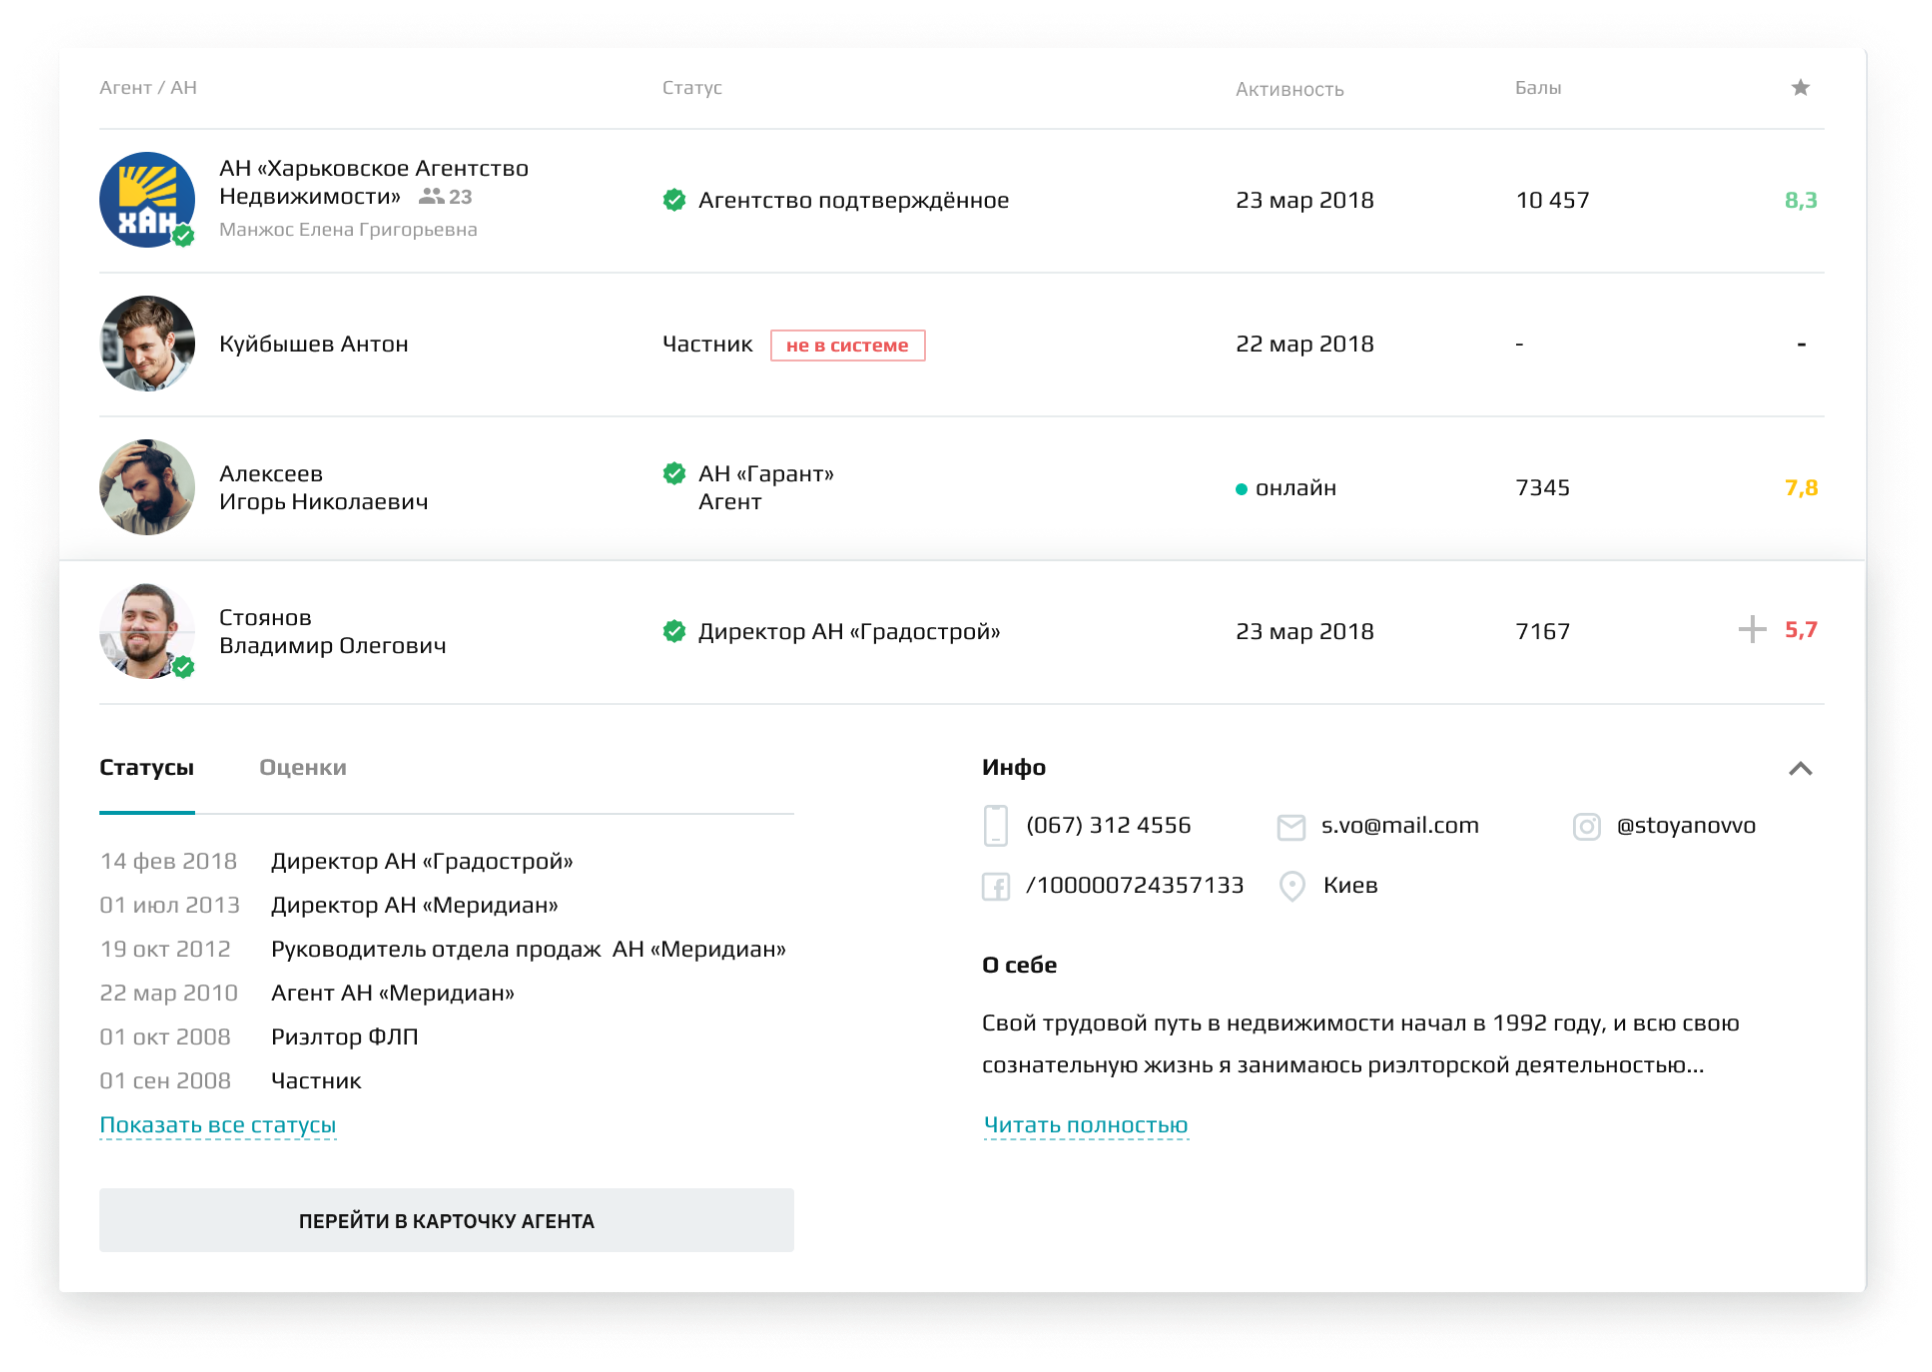 Агент / АН Статус Активность Балы
АН «Харьковское Агентство
Недвижимости» 23
Манжос Елена Григорьевна
ХАН
Агентство подтверждённое 23 мар 2018 10 457 8,3
Куйбышев Антон Частник не в системе 22 мар 2018 - -
Алексеев
Игорь Николаевич
АН «Гарант»
Агент
онлайн 7345 7,8
Стоянов
Владимир Олегович
Директор АН «Градострой» 23 мар 2018 7167 5,7
Статусы Оценки
14 фев 2018 Директор АН «Градострой»
01 июл 2013 Директор АН «Меридиан»
19 окт 2012 Руководитель отдела продаж АН «Меридиан»
22 мар 2010 Агент АН «Меридиан»
01 окт 2008 Риэлтор ФЛП
01 сен 2008 Частник
Показать все статусы
ПЕРЕЙТИ В КАРТОЧКУ АГЕНТА
Инфо
(067) 312 4556 s.vo@mail.com @stoyanovvo
/100000724357133 Киев
О себе
Свой трудовой путь в недвижимости начал в 1992 году, и всю свою
сознательную жизнь я занимаюсь риэлторской деятельностью...
Читать полностью